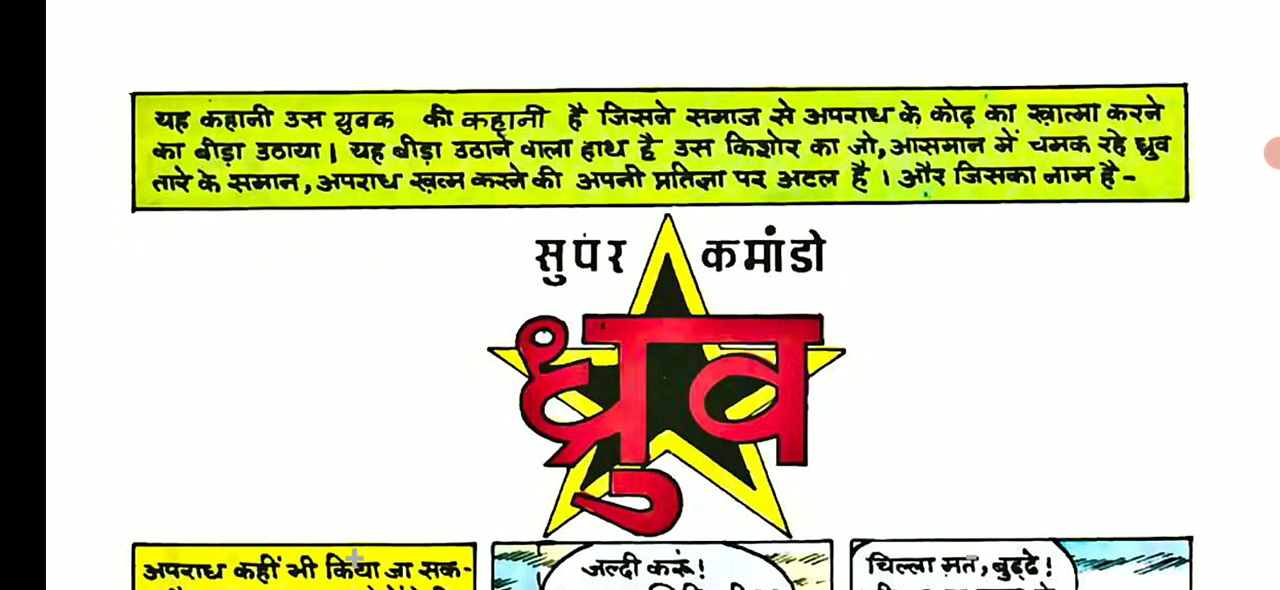 यह कहानी उस युवक की कहानी है जिसने समाज से अपराध के कोढ़ का ख़ात्मा करने
का बीड़ा उठाया। यह बीड़ा उठाने वाला हाथ है उस किशोर का जो, आसमान में चमक रहे ध्रुव
तारे के समान, अपराध ख़त्म करने की अपनी प्रतिज्ञा पर अटल है। और जिसका नाम है-
सुपर कमांडो
ध्रुव
अपराध कहीं भी किया जा सक-
जल्दी करूं!
चिल्ला मत, बुड्ढे!